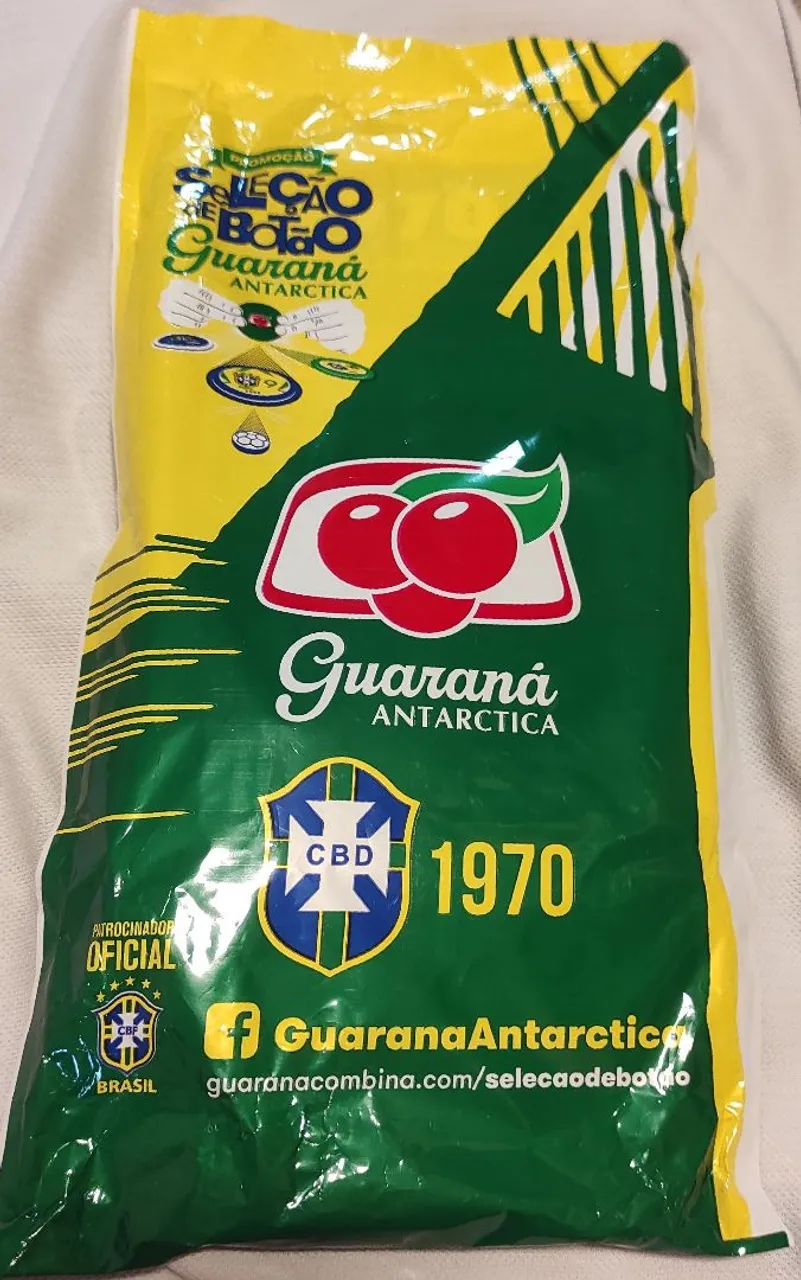 PROMOÇÃO
SeLEÇÃO
DE BOTãO
Guaraná
ANTARCTICA
Guaraná
ANTARCTICA
CBD
1970
PATROCINADOR
OFICIAL
CBF
BRASIL
f GuaranaAntarctica
guaranacombina.com/selecaodebotao